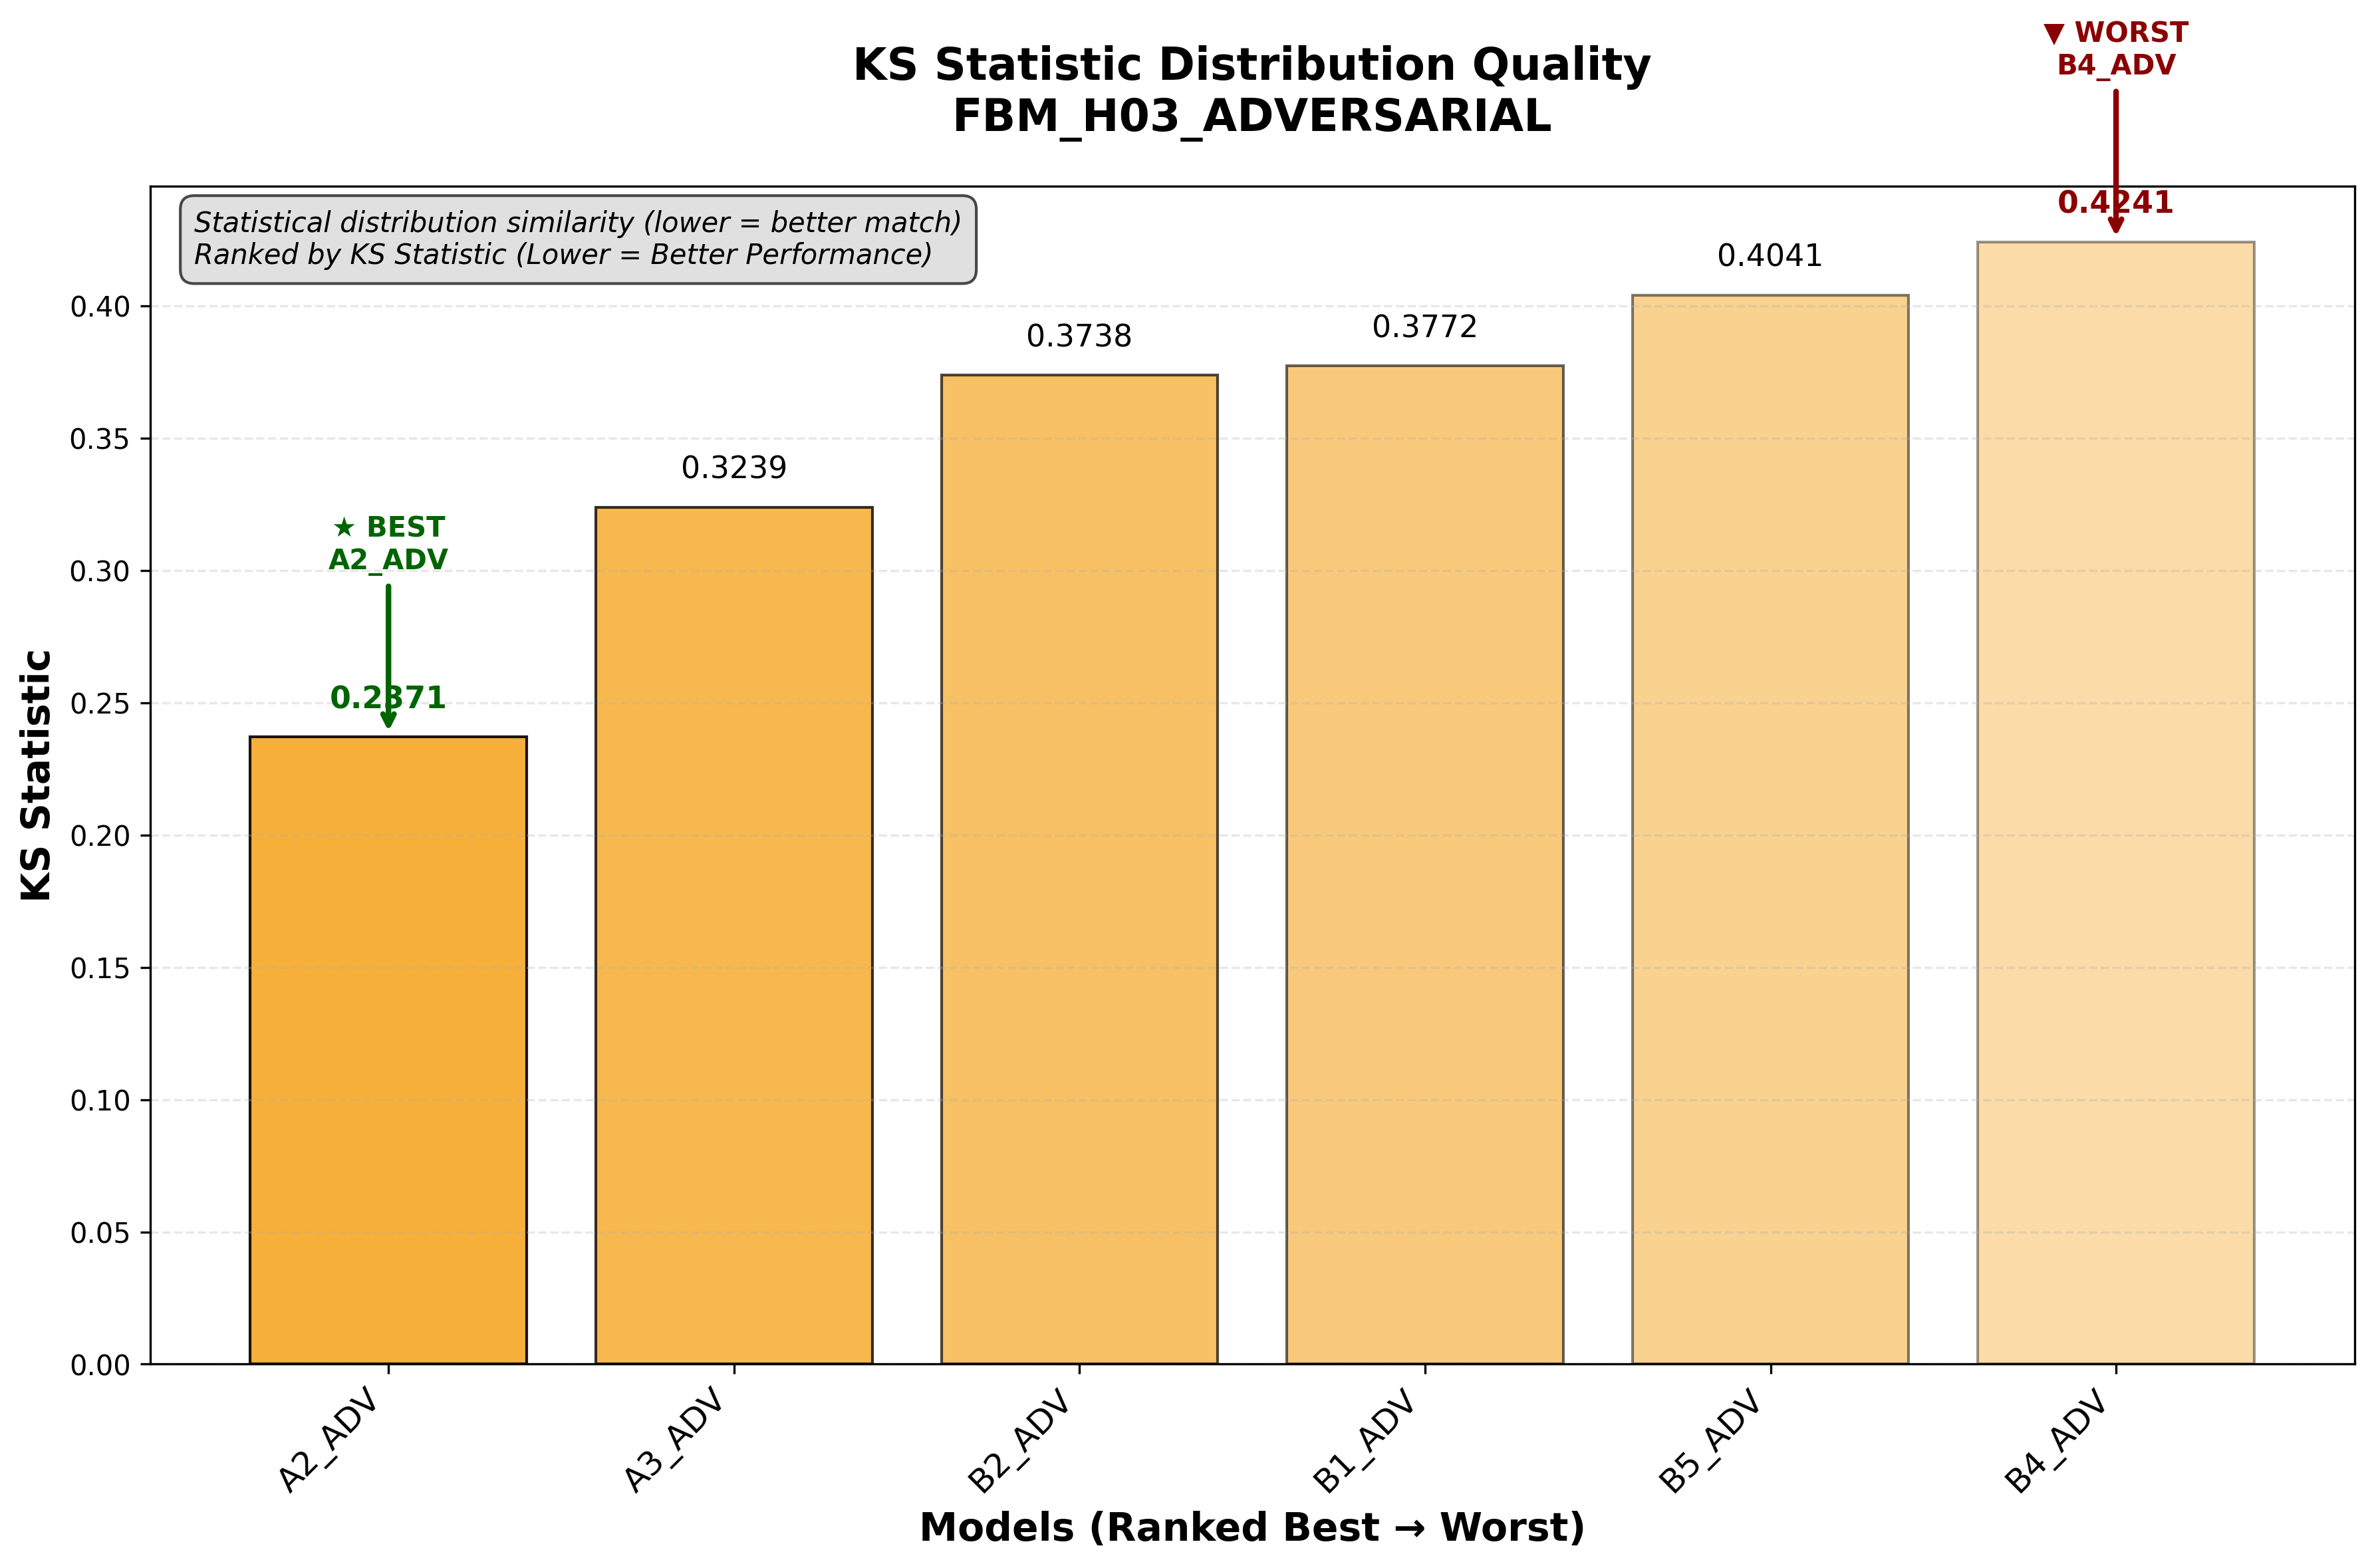 KS Statistic Distribution Quality
FBM_H03_ADVERSARIAL
▼ WORST
B4_ADV
Statistical distribution similarity (lower = better match)
Ranked by KS Statistic (Lower = Better Performance)
0.4241
0.4041
0.3772
0.3738
0.3239
★ BEST
A2_ADV
0.2371
KS Statistic
0.40
0.35
0.30
0.25
0.20
0.15
0.10
0.05
0.00
A2_ADV
A3_ADV
B2_ADV
B1_ADV
B5_ADV
B4_ADV
Models (Ranked Best → Worst)